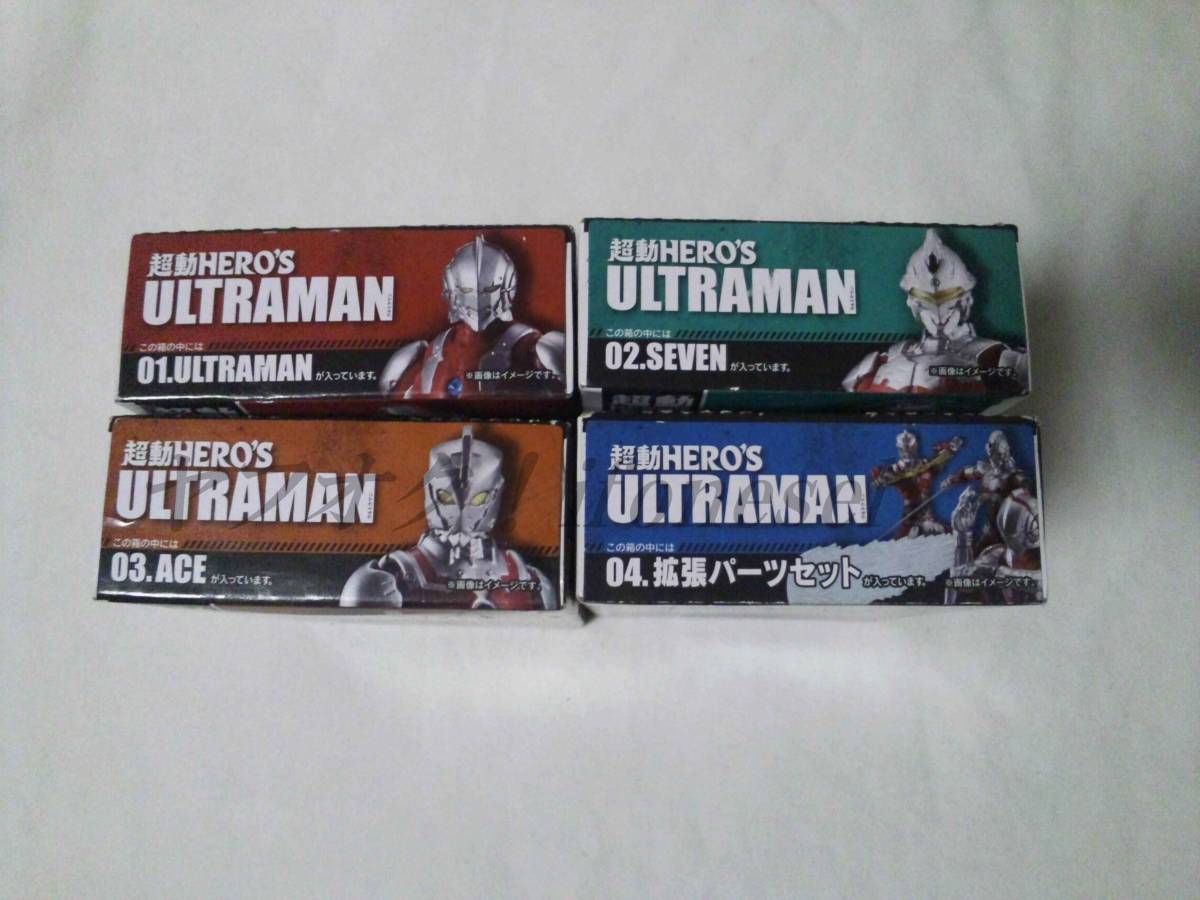 超動HERO'S
ULTRAMAN
この箱の中には
01.ULTRAMAN が入っています。
※画像はイメージです。
超動HERO'S
ULTRAMAN
この箱の中には
02.SEVEN が入っています。
※画像はイメージです。
超動
超動HERO'S
ULTRAMAN
この箱の中には
03.ACE が入っています。
※画像はイメージです。
超動HERO'S
ULTRAMAN
この箱の中には
04.拡張パーツセットが入っています。
※画像はイメージです。